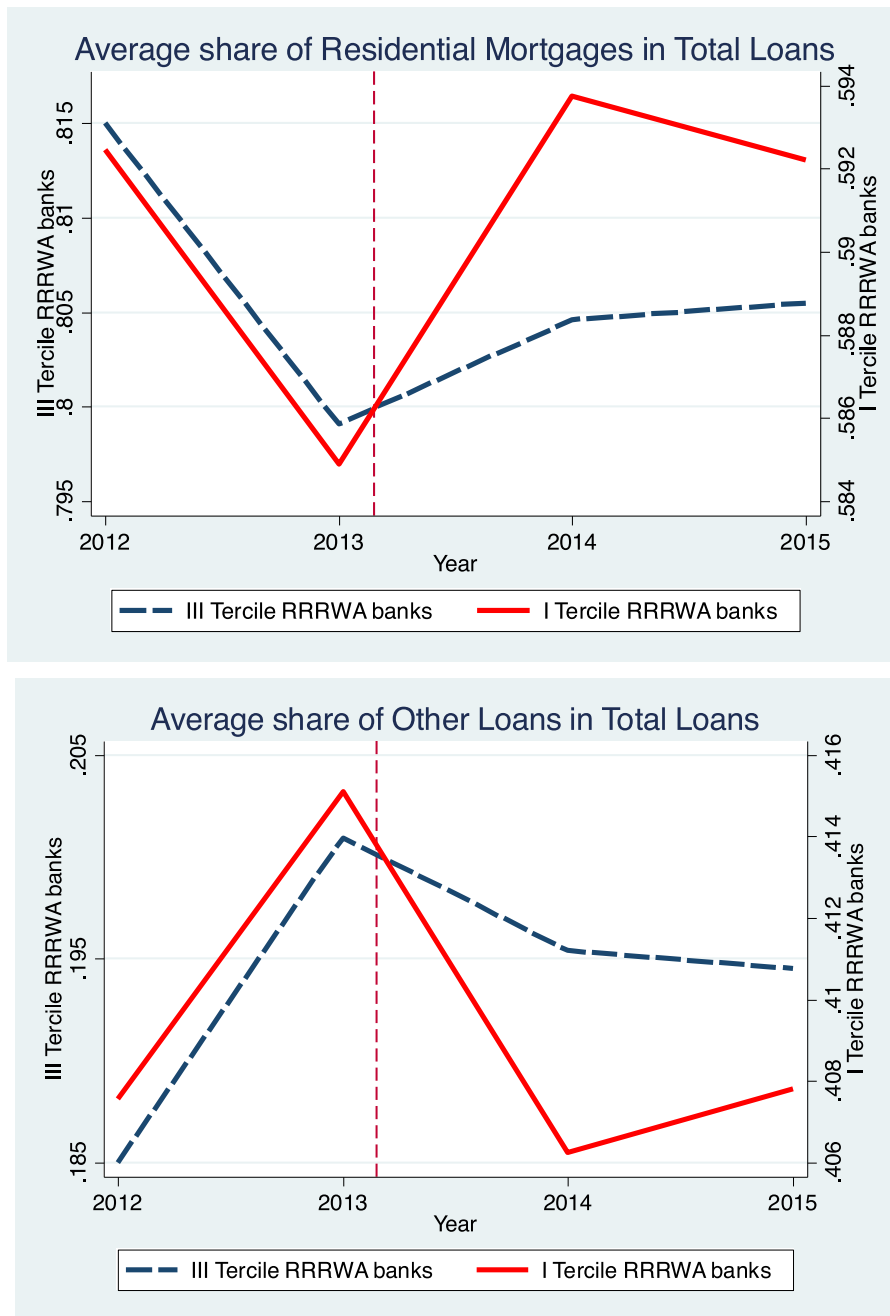 Average share of Residential Mortgages in Total Loans
III Tercile RRRWA banks
.795 .8 .805 .81 .815
I Tercile RRRWA banks
.584 .586 .588 .59 .592 .594
2012 2013 2014 2015
Year
III Tercile RRRWA banks I Tercile RRRWA banks
Average share of Other Loans in Total Loans
III Tercile RRRWA banks
.185 .195 .205
I Tercile RRRWA banks
.406 .408 .41 .412 .414 .416
2012 2013 2014 2015
Year
III Tercile RRRWA banks I Tercile RRRWA banks